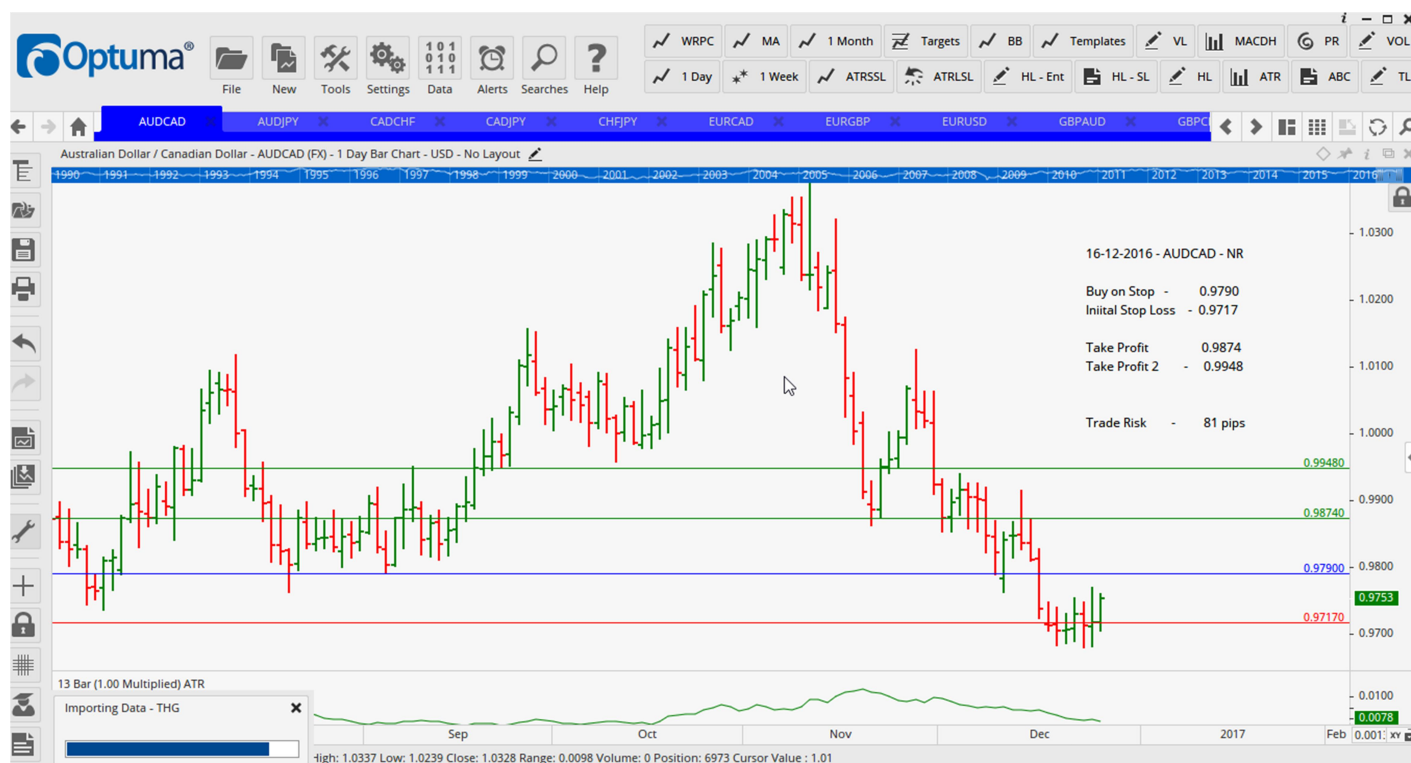 i
Optuma®
File New Tools Settings Data Alerts Searches Help
101
010
111
WRPC MA 1 Month Targets BB Templates VL MACDH PR VOL
1 Day 1 Week ATRSSL ATRLSL HL - Ent HL - SL HL ATR ABC TL
AUDCAD AUDJPY CADCHF CADJPY CHFJPY EURCAD EURGBP EURUSD GBPAUD
Australian Dollar / Canadian Dollar - AUDCAD (FX) - 1 Day Bar Chart - USD - No Layout
1990 1991 1992 1993 1994 1995 1996 1997 1998 1999 2000 2001 2002 2003 2004 2005 2006 2007 2008 2009 2010 2011 2012 2013 2014 2015 2016
1.0300
16-12-2016 - AUDCAD - NR
Buy on Stop - 0.9790
1.0200
Iniital Stop Loss - 0.9717
Take Profit 0.9874
Take Profit 2 - 0.9948
1.0100
Trade Risk - 81 pips
1.0000
0.99480
0.9900
0.98740
0.97900
0.9800
0.9753
0.97170
0.9700
13 Bar (1.00 Multiplied) ATR
0.0100
0.0078
Importing Data - THG
Sep Oct Nov Dec 2017 Feb
XY
High: 1.0337 Low: 1.0239 Close: 1.0328 Range: 0.0098 Volume: 0 Position: 6973 Cursor Value : 1.01